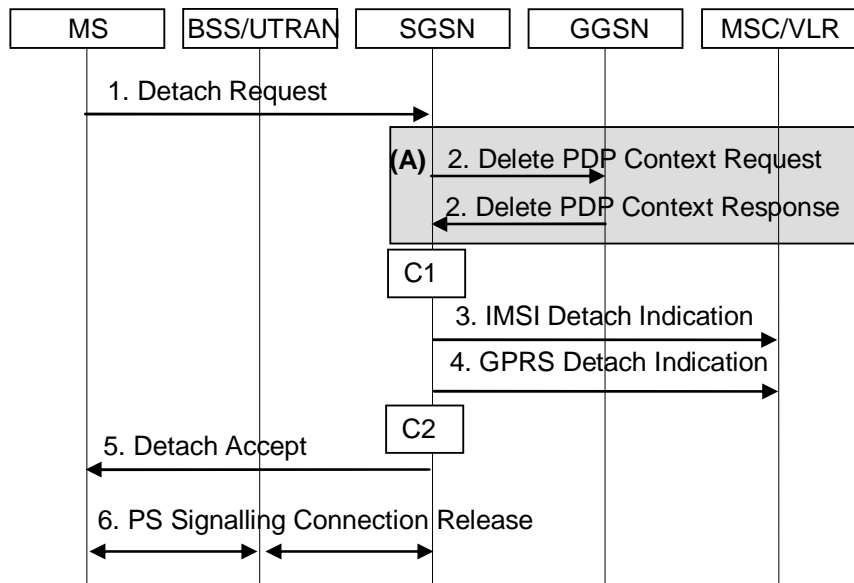 MS BSS/UTRAN SGSN GGSN MSC/VLR
1. Detach Request
(A) 2. Delete PDP Context Request
2. Delete PDP Context Response
C1
3. IMSI Detach Indication
4. GPRS Detach Indication
C2
5. Detach Accept
6. PS Signalling Connection Release